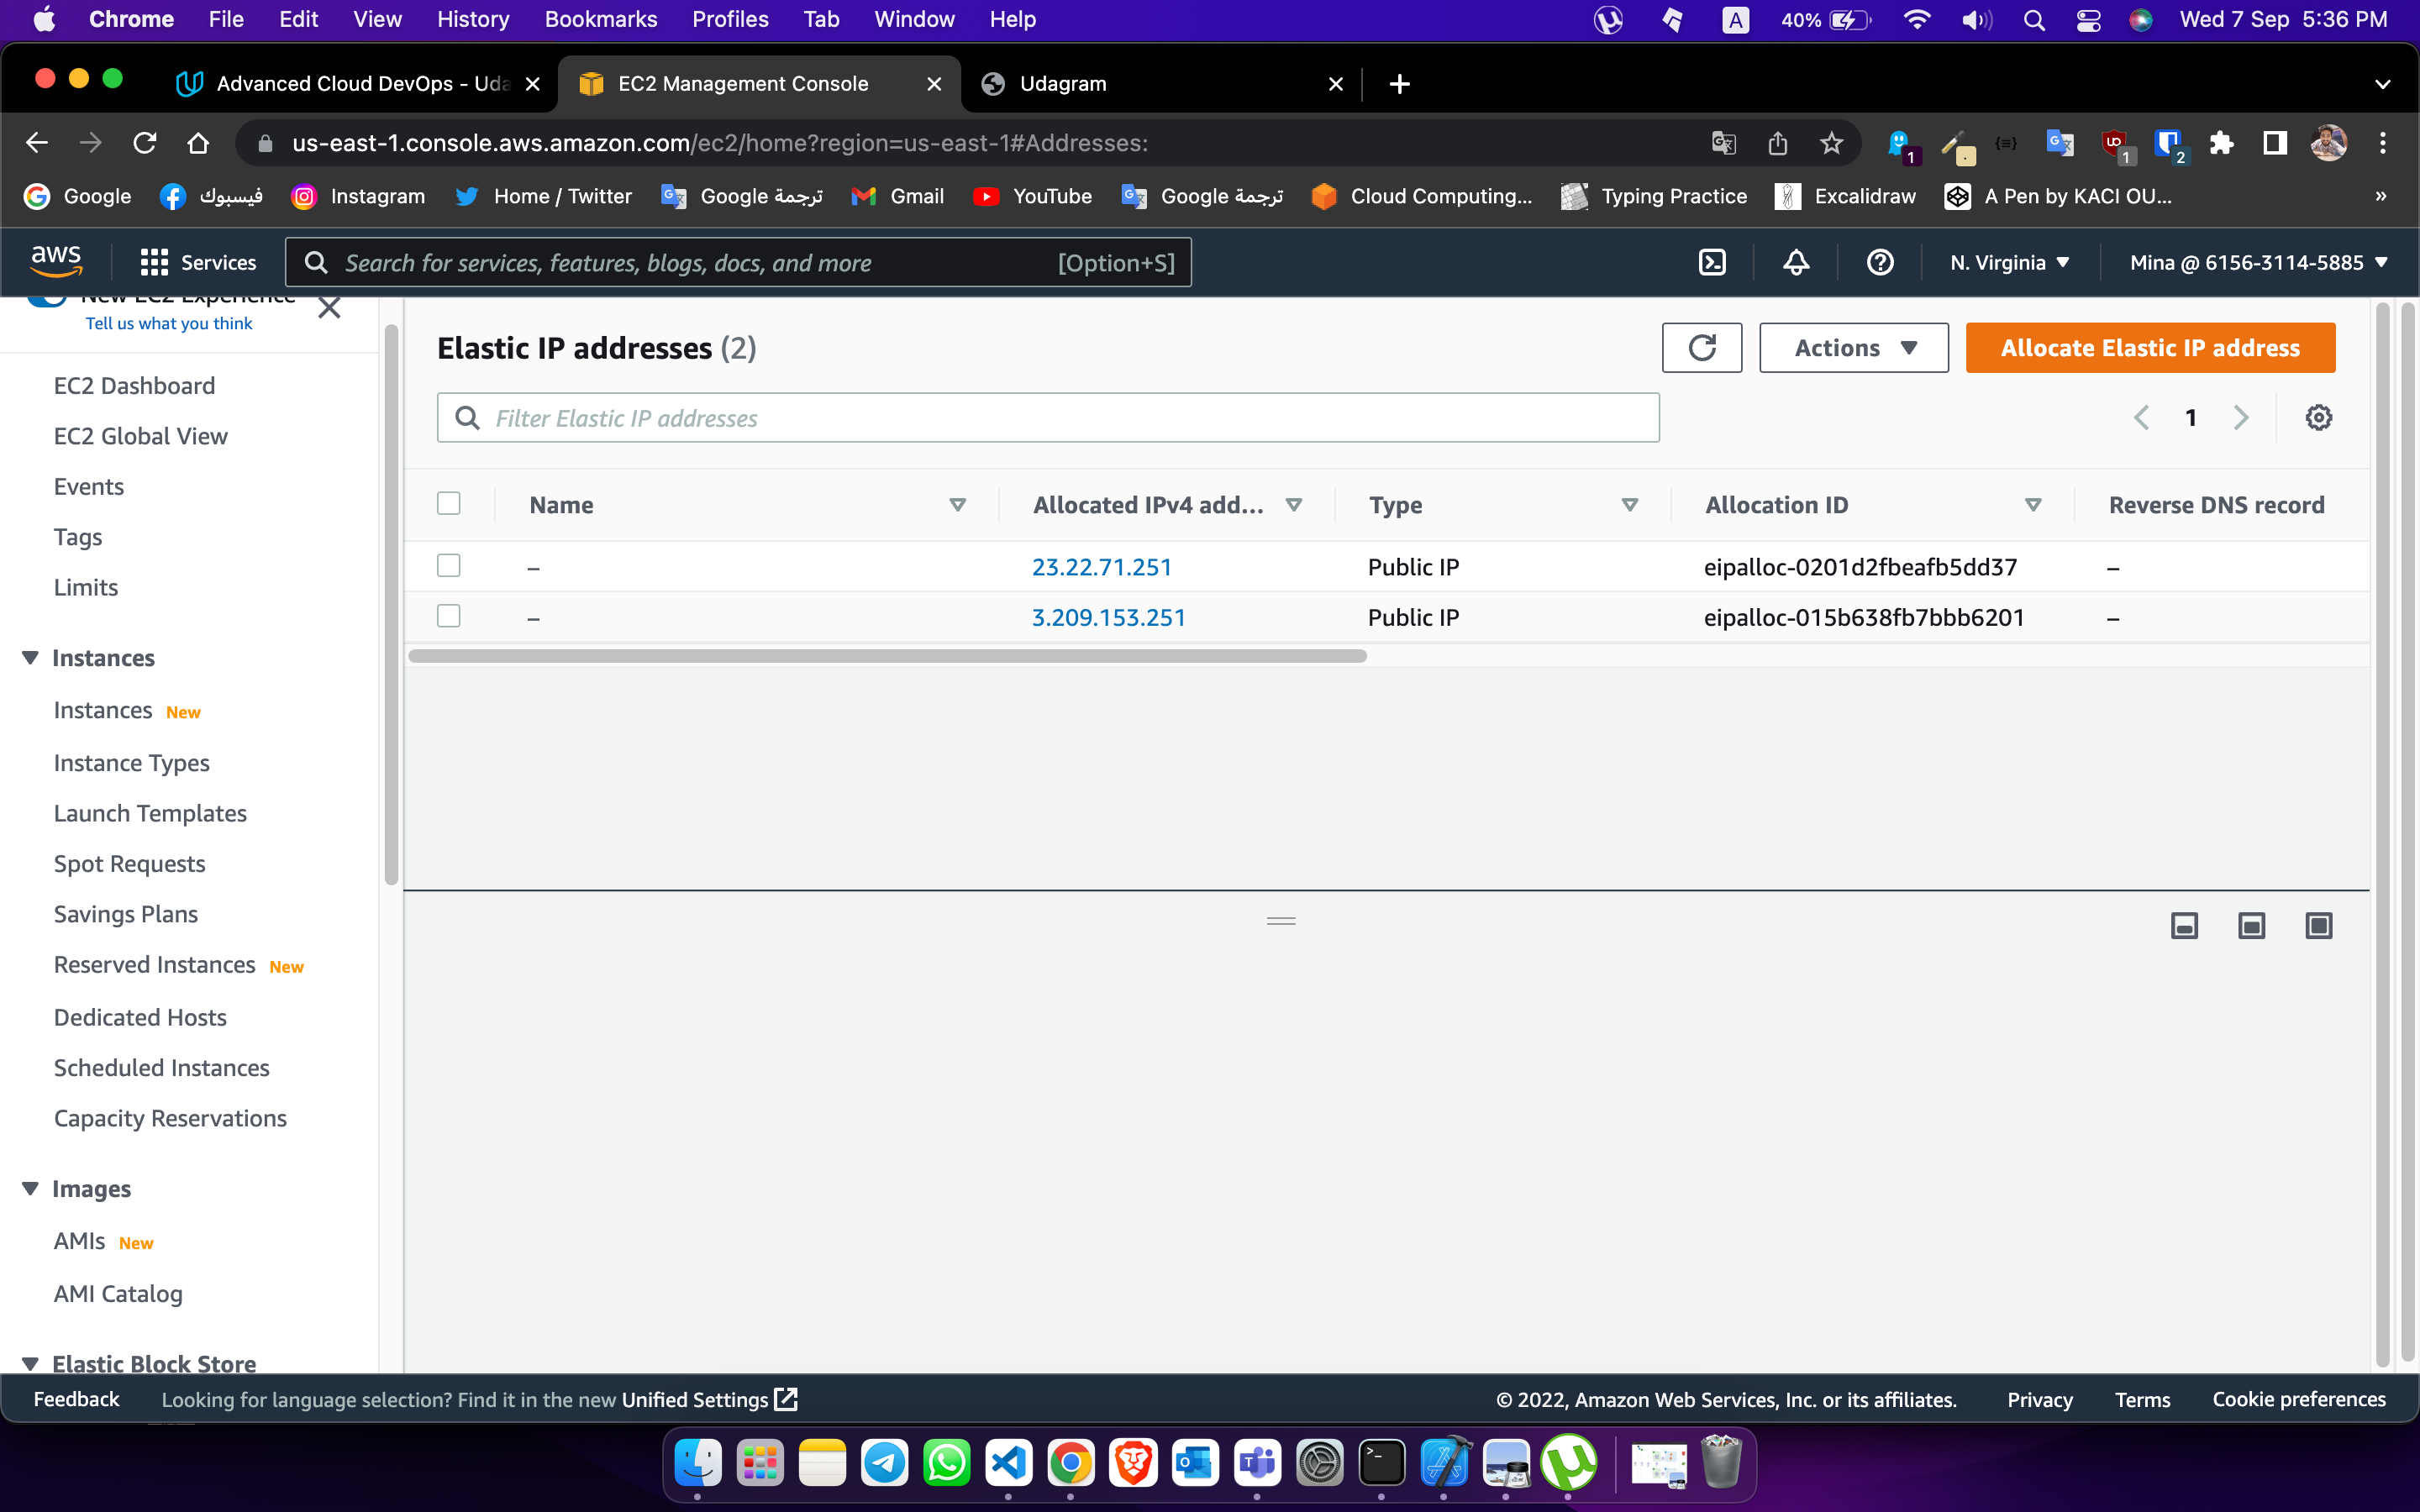 Chrome File Edit View History Bookmarks Profiles Tab Window Help A 40% Wed 7 Sep 5:36 PM
Advanced Cloud DevOps - Uda EC2 Management Console Udagram
us-east-1.console.aws.amazon.com/ec2/home?region=us-east-1#Addresses: 1 . 1 2
Google فيسبوك Instagram Home / Twitter ترجمة Google Gmail YouTube ترجمة Google Cloud Computing... Typing Practice Excalidraw A Pen by KACI OU... »
aws Services Search for services, features, blogs, docs, and more [Option+S] N. Virginia Mina @ 6156-3114-5885
New EC2 Experience
Tell us what you think
EC2 Dashboard
EC2 Global View
Events
Tags
Limits
Instances
Instances New
Instance Types
Launch Templates
Spot Requests
Savings Plans
Reserved Instances New
Dedicated Hosts
Scheduled Instances
Capacity Reservations
Images
AMIs New
AMI Catalog
Elastic Block Store
Elastic IP addresses (2) Actions Allocate Elastic IP address
Filter Elastic IP addresses 1
Name Allocated IPv4 add... Type Allocation ID Reverse DNS record
– 23.22.71.251 Public IP eipalloc-0201d2fbeafb5dd37 –
– 3.209.153.251 Public IP eipalloc-015b638fb7bbb6201 –
Feedback Looking for language selection? Find it in the new Unified Settings © 2022, Amazon Web Services, Inc. or its affiliates. Privacy Terms Cookie preferences